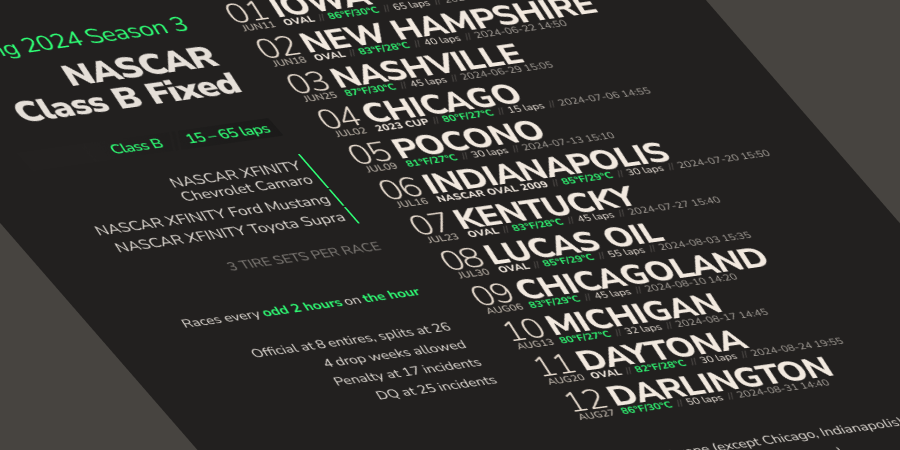 ng 2024 Season 3
NASCAR
Class B Fixed
Class B 15–65 laps
NASCAR XFINITY
Chevrolet Camaro
NASCAR XFINITY Ford Mustang
NASCAR XFINITY Toyota Supra
3 TIRE SETS PER RACE
Races every odd 2 hours on the hour
Official at 8 entires, splits at 26
4 drop weeks allowed
Penalty at 17 incidents
DQ at 25 incidents
01 IOWA
JUN11 OVAL // 86°F/30°C // 65 laps //
02 NEW HAMPSHIRE
JUN18 OVAL // 83°F/28°C // 40 laps // 2024-06-22 14:50
03 NASHVILLE
JUN25 87°F/30°C // 45 laps // 2024-06-29 15:05
04 CHICAGO
JUL02 2023 CUP // 80°F/27°C // 15 laps // 2024-07-06 14:55
05 POCONO
JUL09 81°F/27°C // 30 laps // 2024-07-13 15:10
06 INDIANAPOLIS
JUL16 NASCAR OVAL 2009 // 85°F/29°C // 30 laps // 2024-07-20 15:50
07 KENTUCKY
JUL23 OVAL // 83°F/28°C // 45 laps // 2024-07-27 15:40
08 LUCAS OIL
JUL30 OVAL // 85°F/29°C // 55 laps // 2024-08-03 15:35
09 CHICAGOLAND
AUG06 83°F/29°C // 45 laps // 2024-08-10 14:20
10 MICHIGAN
AUG13 80°F/27°C // 32 laps // 2024-08-17 14:45
11 DAYTONA
AUG20 OVAL // 82°F/28°C // 30 laps // 2024-08-24 19:55
12 DARLINGTON
AUG27 86°F/30°C // 50 laps // 2024-08-31 14:40
(except Chicago, Indianapolis